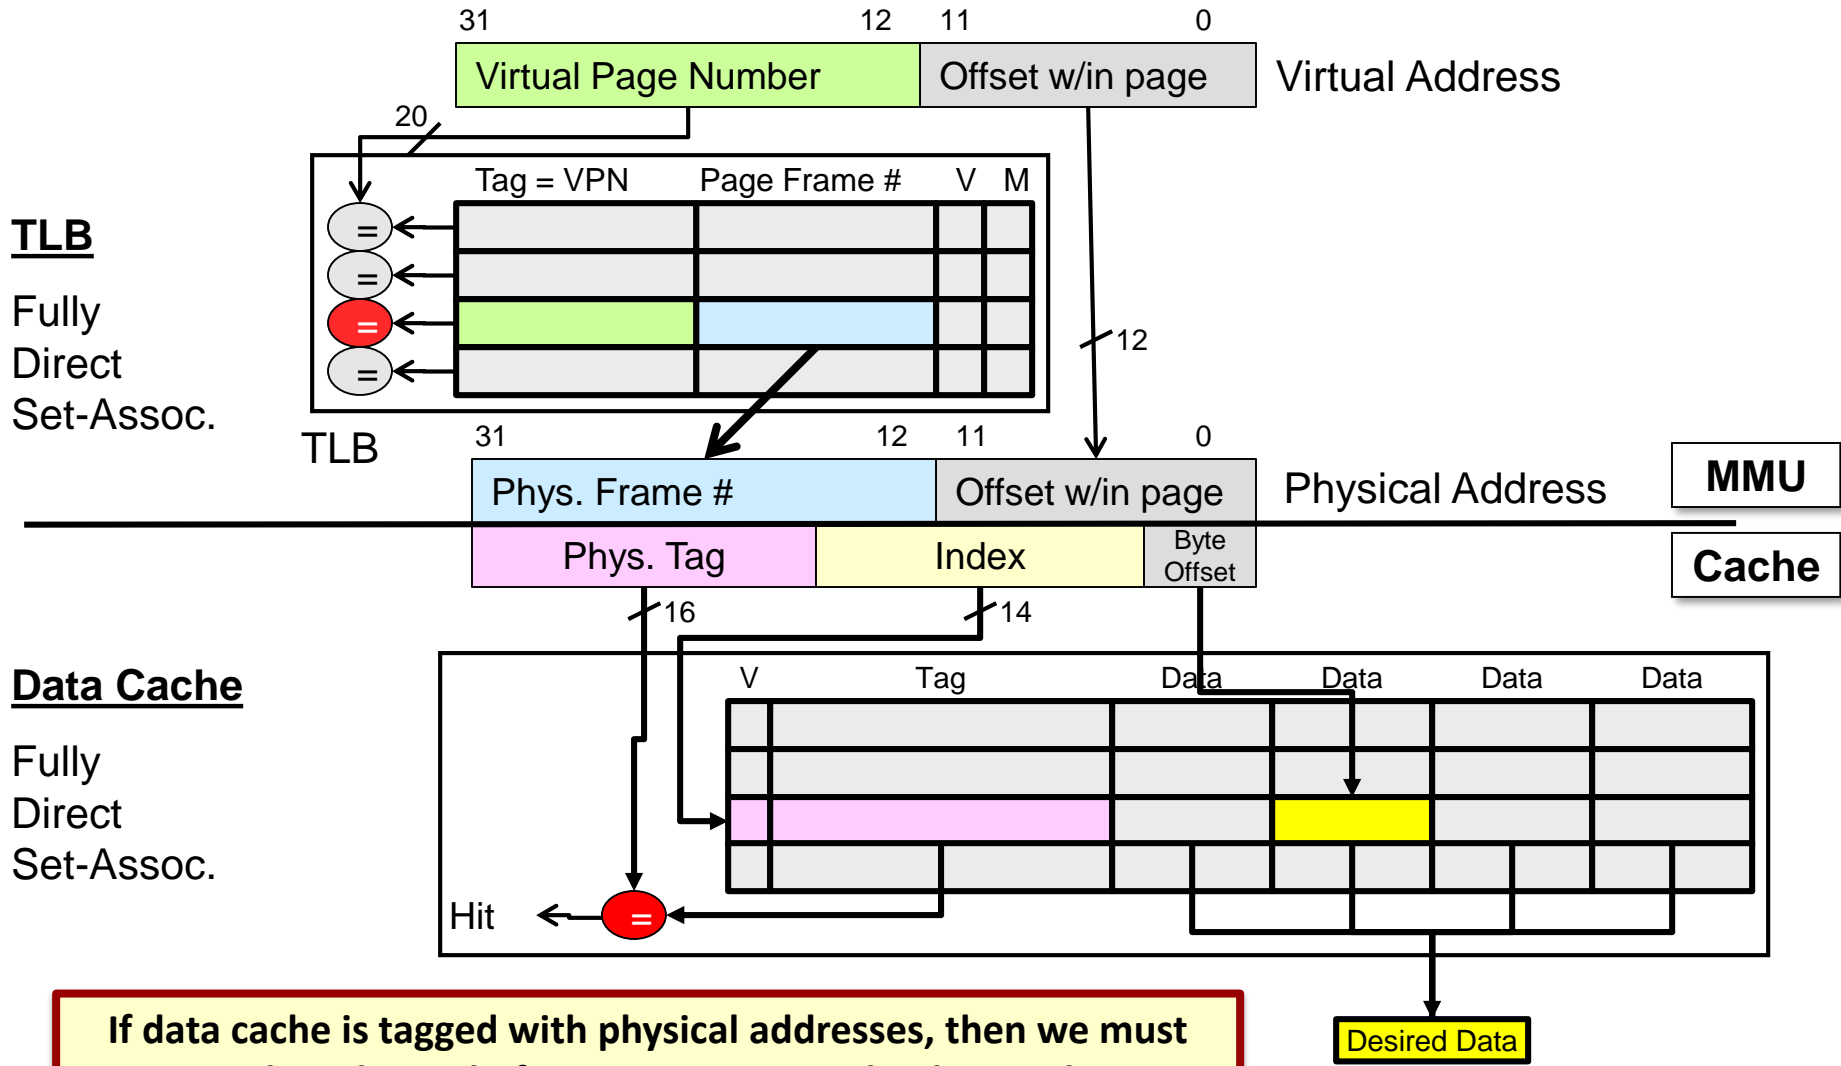 31 12 11 0
Virtual Page Number Offset w/in page Virtual Address
20
Tag = VPN Page Frame # V M
=
=
=
=
TLB
Fully
Direct
Set-Assoc.
12
TLB
31 12 11 0
Phys. Frame # Offset w/in page Physical Address
MMU
Phys. Tag Index Byte Offset
Cache
16 14
Data Cache
Fully
Direct
Set-Assoc.
V Tag Data Data Data Data
Hit =
Desired Data
If data cache is tagged with physical addresses, then we must